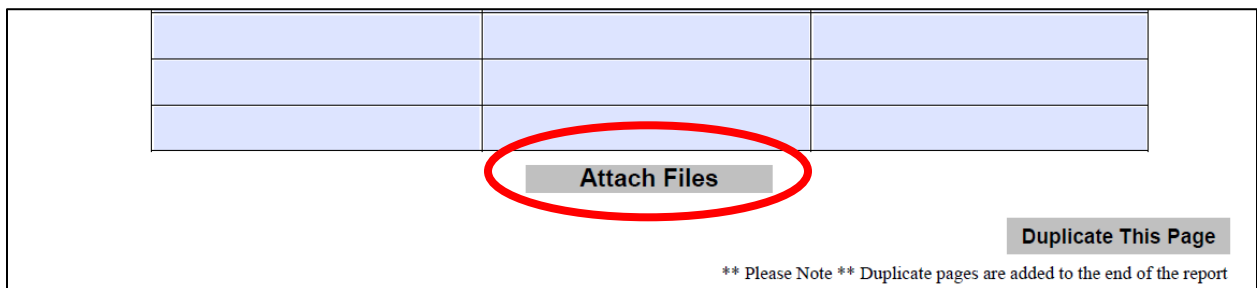 Attach Files
Duplicate This Page
** Please Note ** Duplicate pages are added to the end of the report